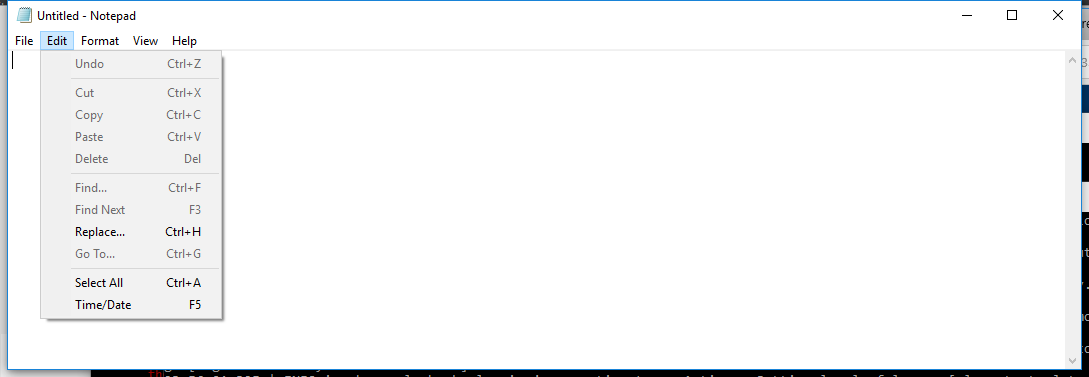 Untitled - Notepad
File Edit Format View Help
Undo Ctrl+Z
Cut Ctrl+X
Copy Ctrl+C
Paste Ctrl+V
Delete Del
Find... Ctrl+F
Find Next F3
Replace... Ctrl+H
Go To... Ctrl+G
Select All Ctrl+A
Time/Date F5